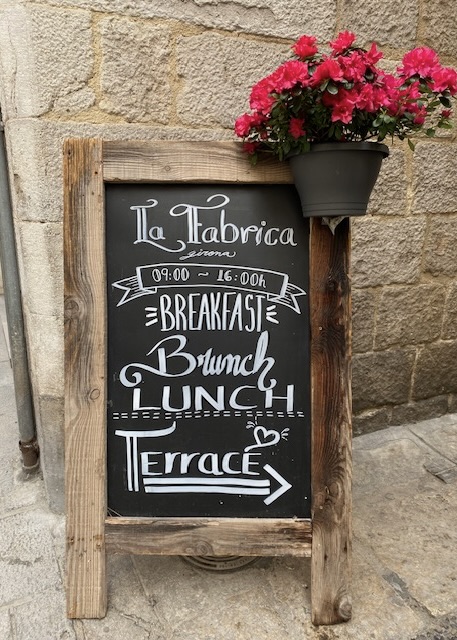 La Fabrica
girona
09:00 ~ 16:00h
BREAKFAST
Brunch
LUNCH
Terrace